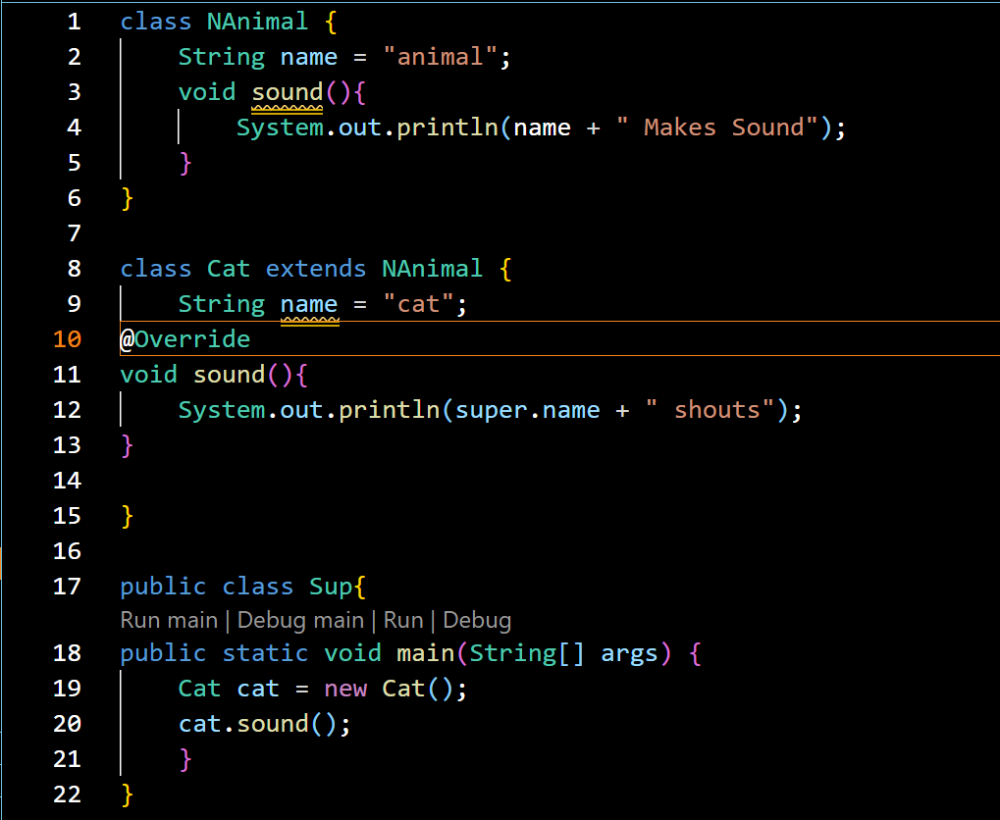 1 class NAnimal {
2     String name = "animal";
3     void sound(){
4         System.out.println(name + " Makes Sound");
5     }
6 }
7
8 class Cat extends NAnimal {
9     String name = "cat";
10 @Override
11 void sound(){
12     System.out.println(super.name + " shouts");
13 }
14
15 }
16
17 public class Sup{
Run main | Debug main | Run | Debug
18 public static void main(String[] args) {
19     Cat cat = new Cat();
20     cat.sound();
21     }
22 }